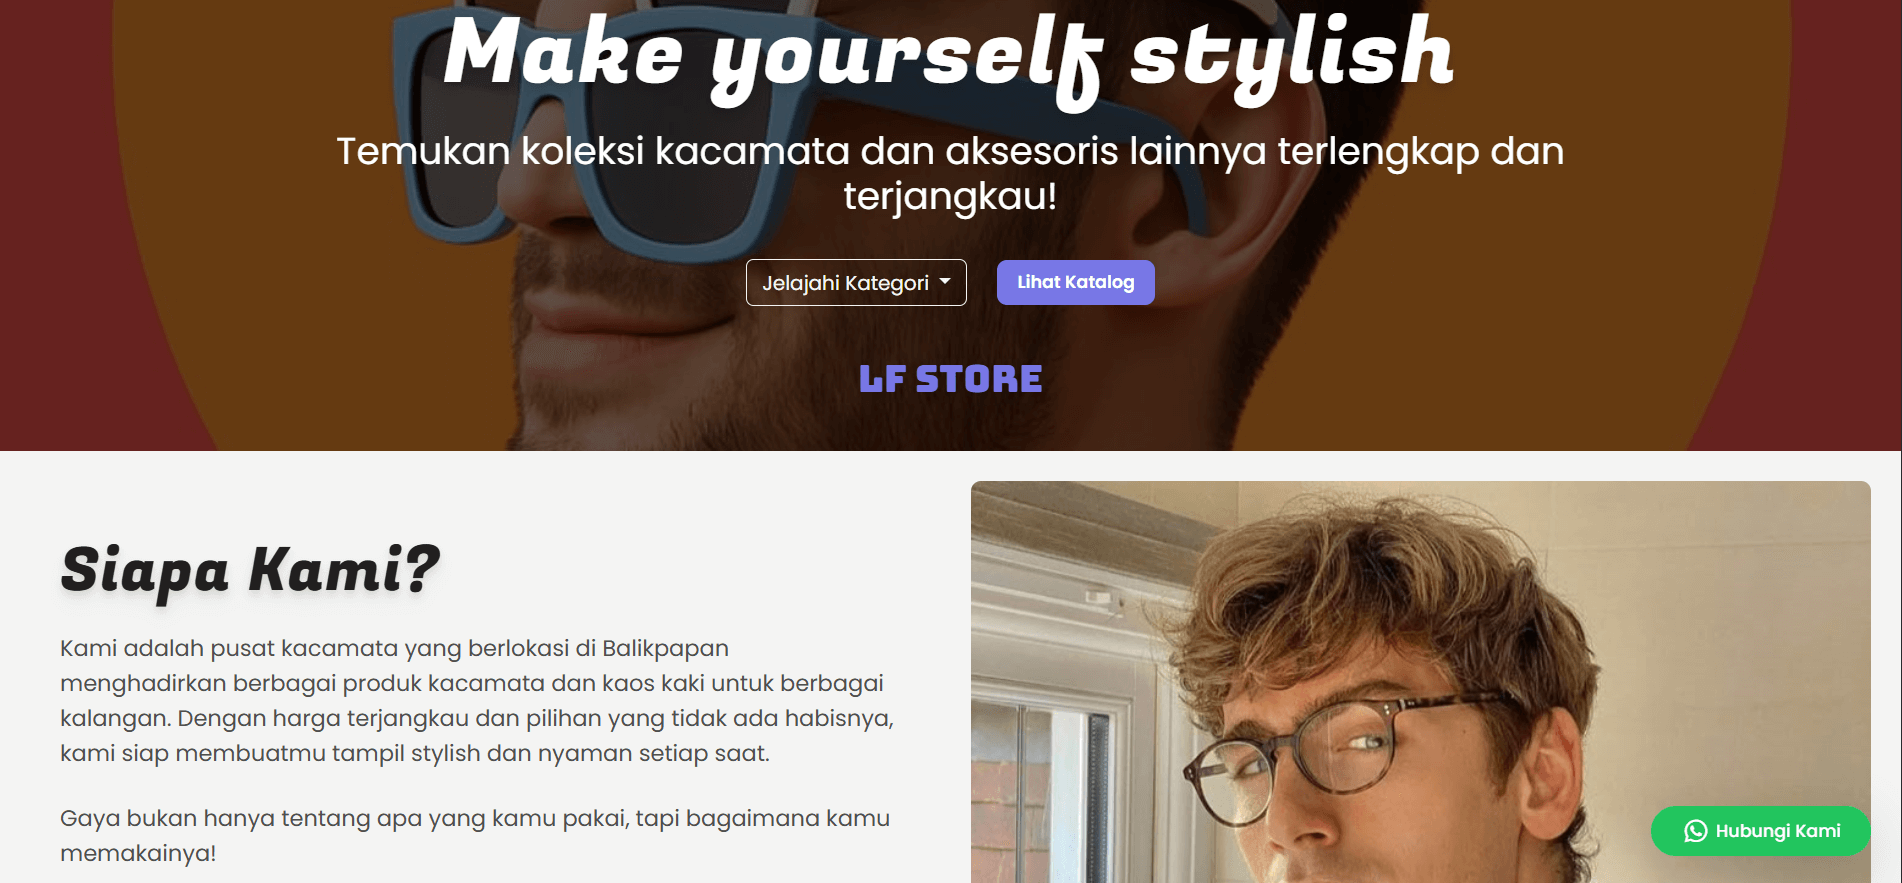 Make yourself stylish
Temukan koleksi kacamata dan aksesoris lainnya terlengkap dan
terjangkau!
Jelajahi Kategori
Lihat Katalog
LF STORE
Siapa Kami?
Kami adalah pusat kacamata yang berlokasi di Balikpapan
menghadirkan berbagai produk kacamata dan kaos kaki untuk berbagai
kalangan. Dengan harga terjangkau dan pilihan yang tidak ada habisnya,
kami siap membuatmu tampil stylish dan nyaman setiap saat.
Gaya bukan hanya tentang apa yang kamu pakai, tapi bagaimana kamu
memakainya!
Hubungi Kami